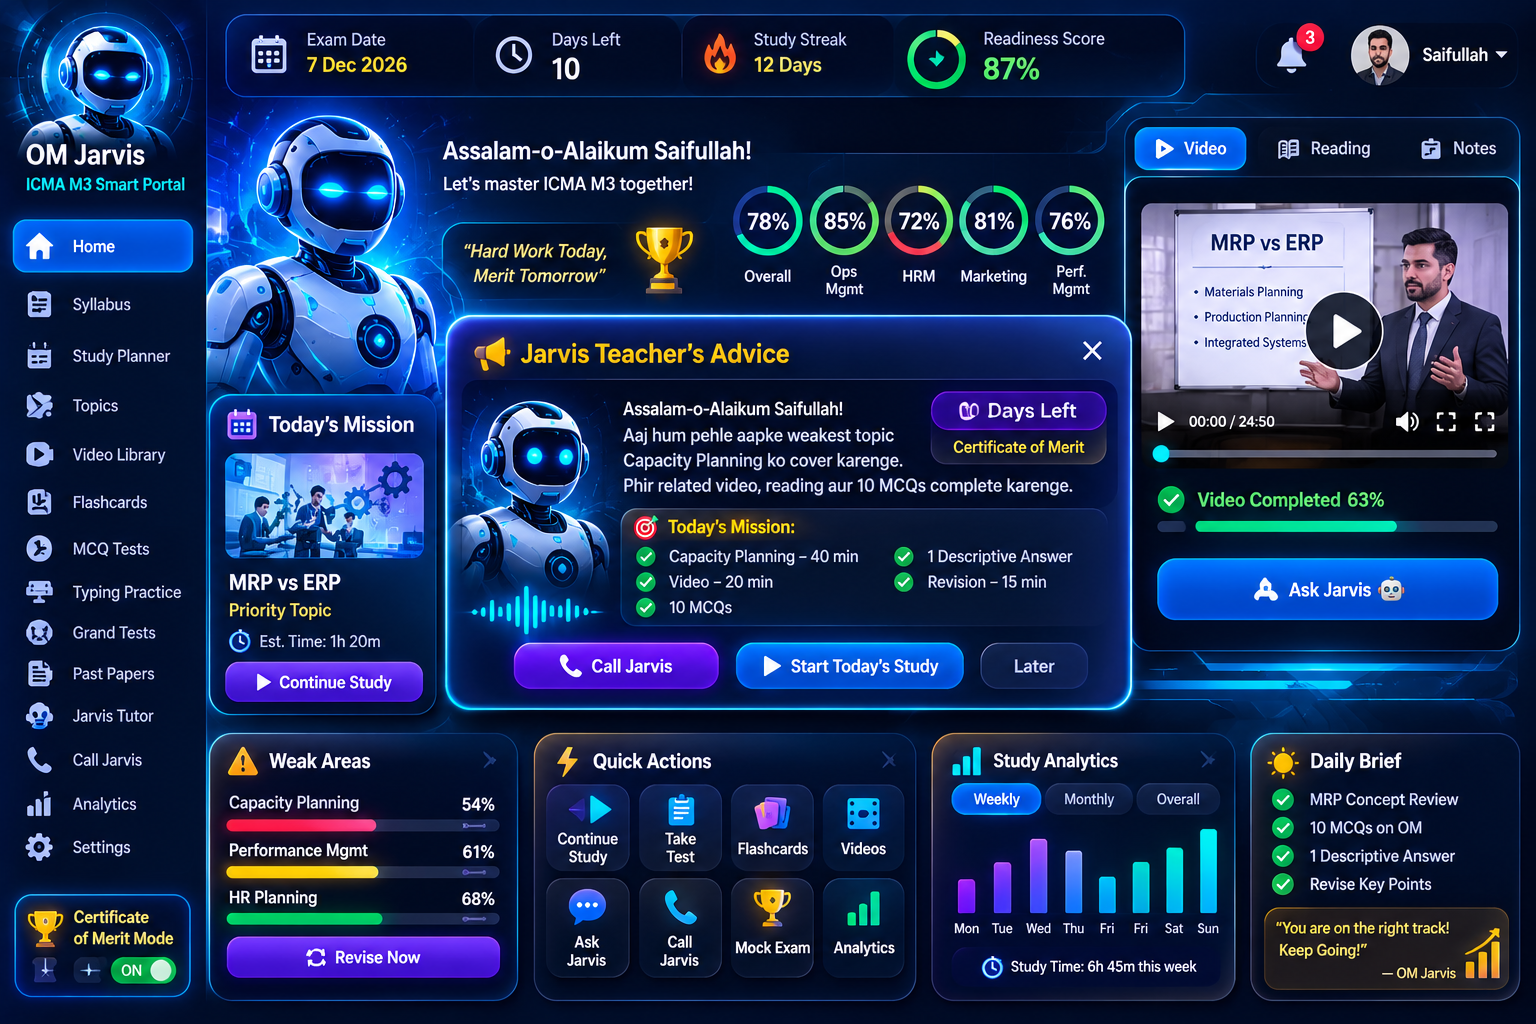 OM Jarvis
ICMA M3 Smart Portal
Home
Syllabus
Study Planner
Topics
Video Library
Flashcards
MCQ Tests
Typing Practice
Grand Tests
Past Papers
Jarvis Tutor
Call Jarvis
Analytics
Settings
Certificate
of Merit Mode
ON
Exam Date
7 Dec 2026
Days Left
10
Study Streak
12 Days
Readiness Score
87%
3
Saifullah
Assalam-o-Alaikum Saifullah!
Let's master ICMA M3 together!
"Hard Work Today,
Merit Tomorrow"
78%
Overall
85%
Ops
Mgmt
72%
HRM
81%
Marketing
76%
Perf.
Mgmt
Video
Reading
Notes
MRP vs ERP
• Materials Planning
• Production Planning
• Integrated Systems
00:00 / 24:50
Video Completed 63%
Ask Jarvis
Today's Mission
MRP vs ERP
Priority Topic
Est. Time: 1h 20m
Continue Study
Jarvis Teacher's Advice
Assalam-o-Alaikum Saifullah!
Aaj hum pehle aapke weakest topic
Capacity Planning ko cover karenge.
Phir related video, reading aur 10 MCQs complete karenge.
Days Left
Certificate of Merit
Today's Mission:
Capacity Planning – 40 min
Video – 20 min
10 MCQs
1 Descriptive Answer
Revision – 15 min
Call Jarvis
Start Today's Study
Later
Weak Areas
Capacity Planning 54%
Performance Mgmt 61%
HR Planning 68%
Revise Now
Quick Actions
Continue
Study
Take
Test
Flashcards
Videos
Ask
Jarvis
Call
Jarvis
Mock Exam
Analytics
Study Analytics
Weekly
Monthly
Overall
Mon Tue Wed Thu Fri Fri Sat Sun
Study Time: 6h 45m this week
Daily Brief
MRP Concept Review
10 MCQs on OM
1 Descriptive Answer
Revise Key Points
"You are on the right track!
Keep Going!"
— OM Jarvis